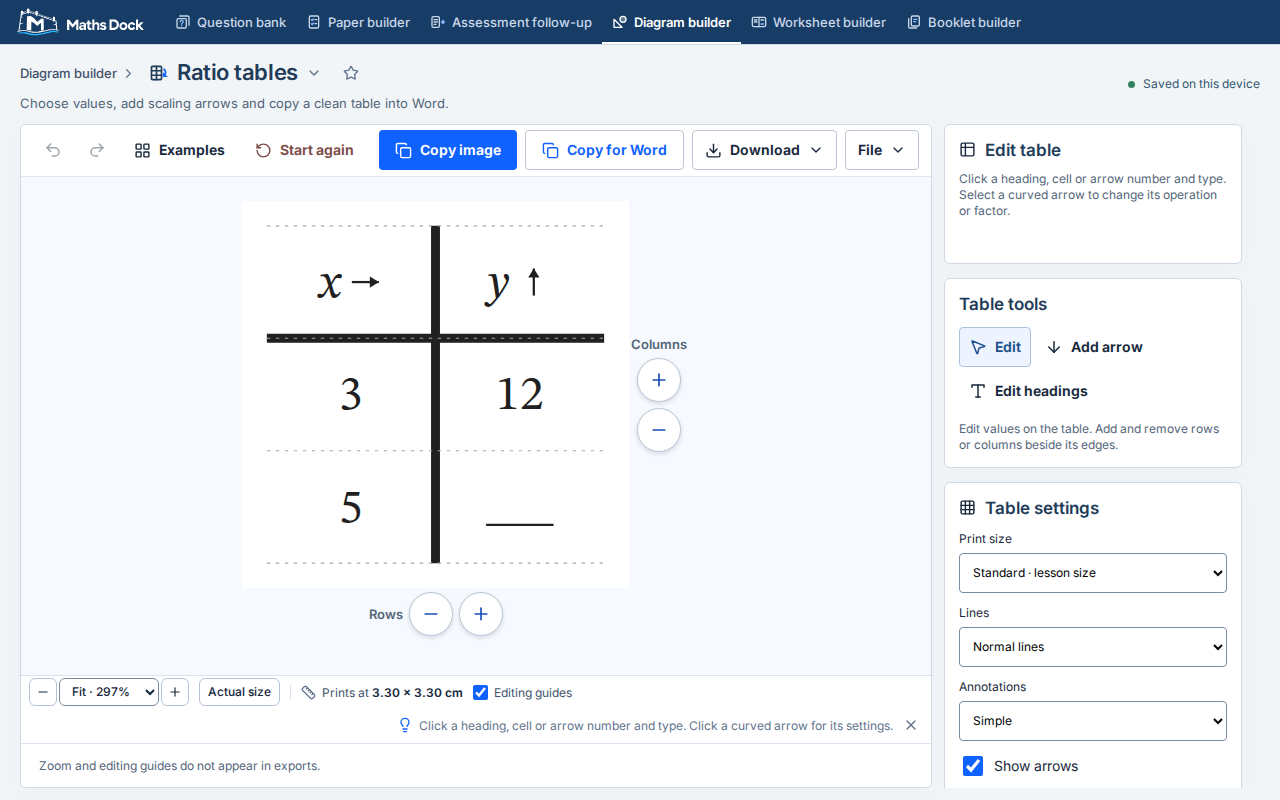 Maths Dock
Question bank
Paper builder
Assessment follow-up
Diagram builder
Worksheet builder
Booklet builder
Diagram builder
Ratio tables
Saved on this device
Choose values, add scaling arrows and copy a clean table into Word.
Examples
Start again
Copy image
Copy for Word
Download
File
x → y ↑
3 12
5
Columns
+
−
Rows − +
− Fit · 297% + Actual size Prints at 3.30 × 3.30 cm Editing guides
Click a heading, cell or arrow number and type. Click a curved arrow for its settings.
Zoom and editing guides do not appear in exports.
Edit table
Click a heading, cell or arrow number and type.
Select a curved arrow to change its operation
or factor.
Table tools
Edit
Add arrow
Edit headings
Edit values on the table. Add and remove rows
or columns beside its edges.
Table settings
Print size
Standard · lesson size
Lines
Normal lines
Annotations
Simple
Show arrows